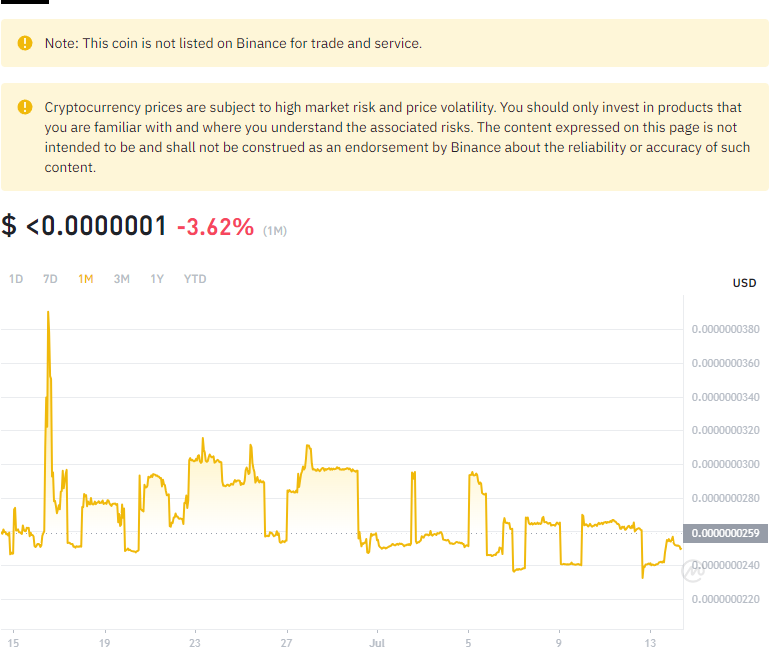 Note: This coin is not listed on Binance for trade and service.
Cryptocurrency prices are subject to high market risk and price volatility. You should only invest in products that
you are familiar with and where you understand the associated risks. The content expressed on this page is not
intended to be and shall not be construed as an endorsement by Binance about the reliability or accuracy of such
content.
$ <0.0000001 -3.62% (1M)
1D 7D 1M 3M 1Y YTD
USD
0.0000000380
0.0000000360
0.0000000340
0.0000000320
0.0000000300
0.0000000280
0.0000000259
0.0000000240
0.0000000220
15 19 23 27 Jul 5 9 13